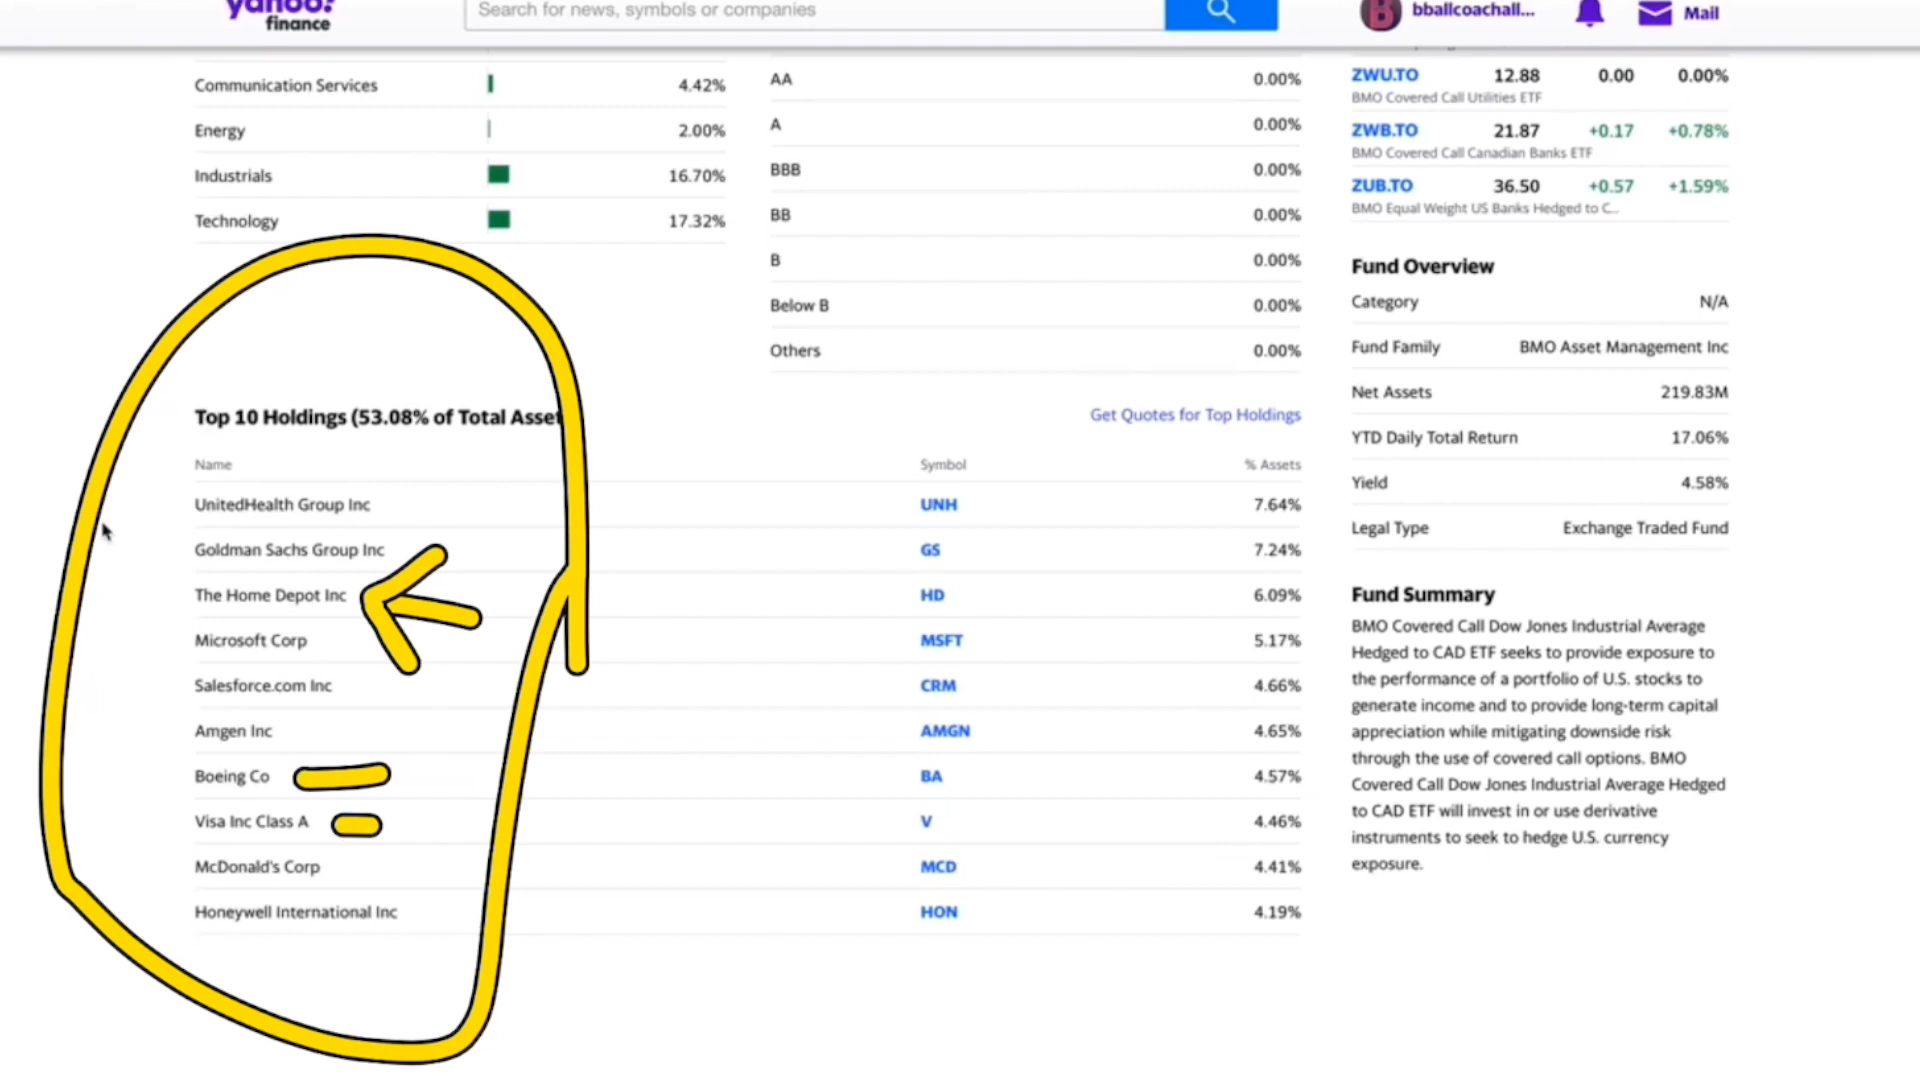 yahoo!
finance
Search for news, symbols or companies
bballcoachall...
Mail
Communication Services 4.42%
Energy 2.00%
Industrials 16.70%
Technology 17.32%
AA 0.00%
A 0.00%
BBB 0.00%
BB 0.00%
B 0.00%
Below B 0.00%
Others 0.00%
Top 10 Holdings (53.08% of Total Asset
Get Quotes for Top Holdings
Name Symbol % Assets
UnitedHealth Group Inc UNH 7.64%
Goldman Sachs Group Inc GS 7.24%
The Home Depot Inc HD 6.09%
Microsoft Corp MSFT 5.17%
Salesforce.com Inc CRM 4.66%
Amgen Inc AMGN 4.65%
Boeing Co BA 4.57%
Visa Inc Class A V 4.46%
McDonald's Corp MCD 4.41%
Honeywell International Inc HON 4.19%
ZWU.TO 12.88 0.00 0.00%
BMO Covered Call Utilities ETF
ZWB.TO 21.87 +0.17 +0.78%
BMO Covered Call Canadian Banks ETF
ZUB.TO 36.50 +0.57 +1.59%
BMO Equal Weight US Banks Hedged to C...
Fund Overview
Category N/A
Fund Family BMO Asset Management Inc
Net Assets 219.83M
YTD Daily Total Return 17.06%
Yield 4.58%
Legal Type Exchange Traded Fund
Fund Summary
BMO Covered Call Dow Jones Industrial Average
Hedged to CAD ETF seeks to provide exposure to
the performance of a portfolio of U.S. stocks to
generate income and to provide long-term capital
appreciation while mitigating downside risk
through the use of covered call options. BMO
Covered Call Dow Jones Industrial Average Hedged
to CAD ETF will invest in or use derivative
instruments to seek to hedge U.S. currency
exposure.